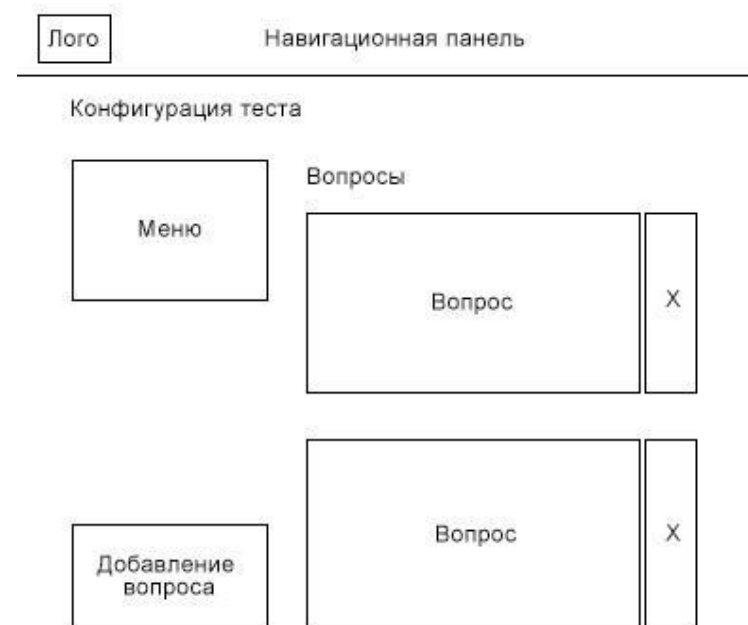 Лого
Навигационная панель
Конфигурация теста
Меню
Вопросы
Вопрос
X
Вопрос
X
Добавление
вопроса